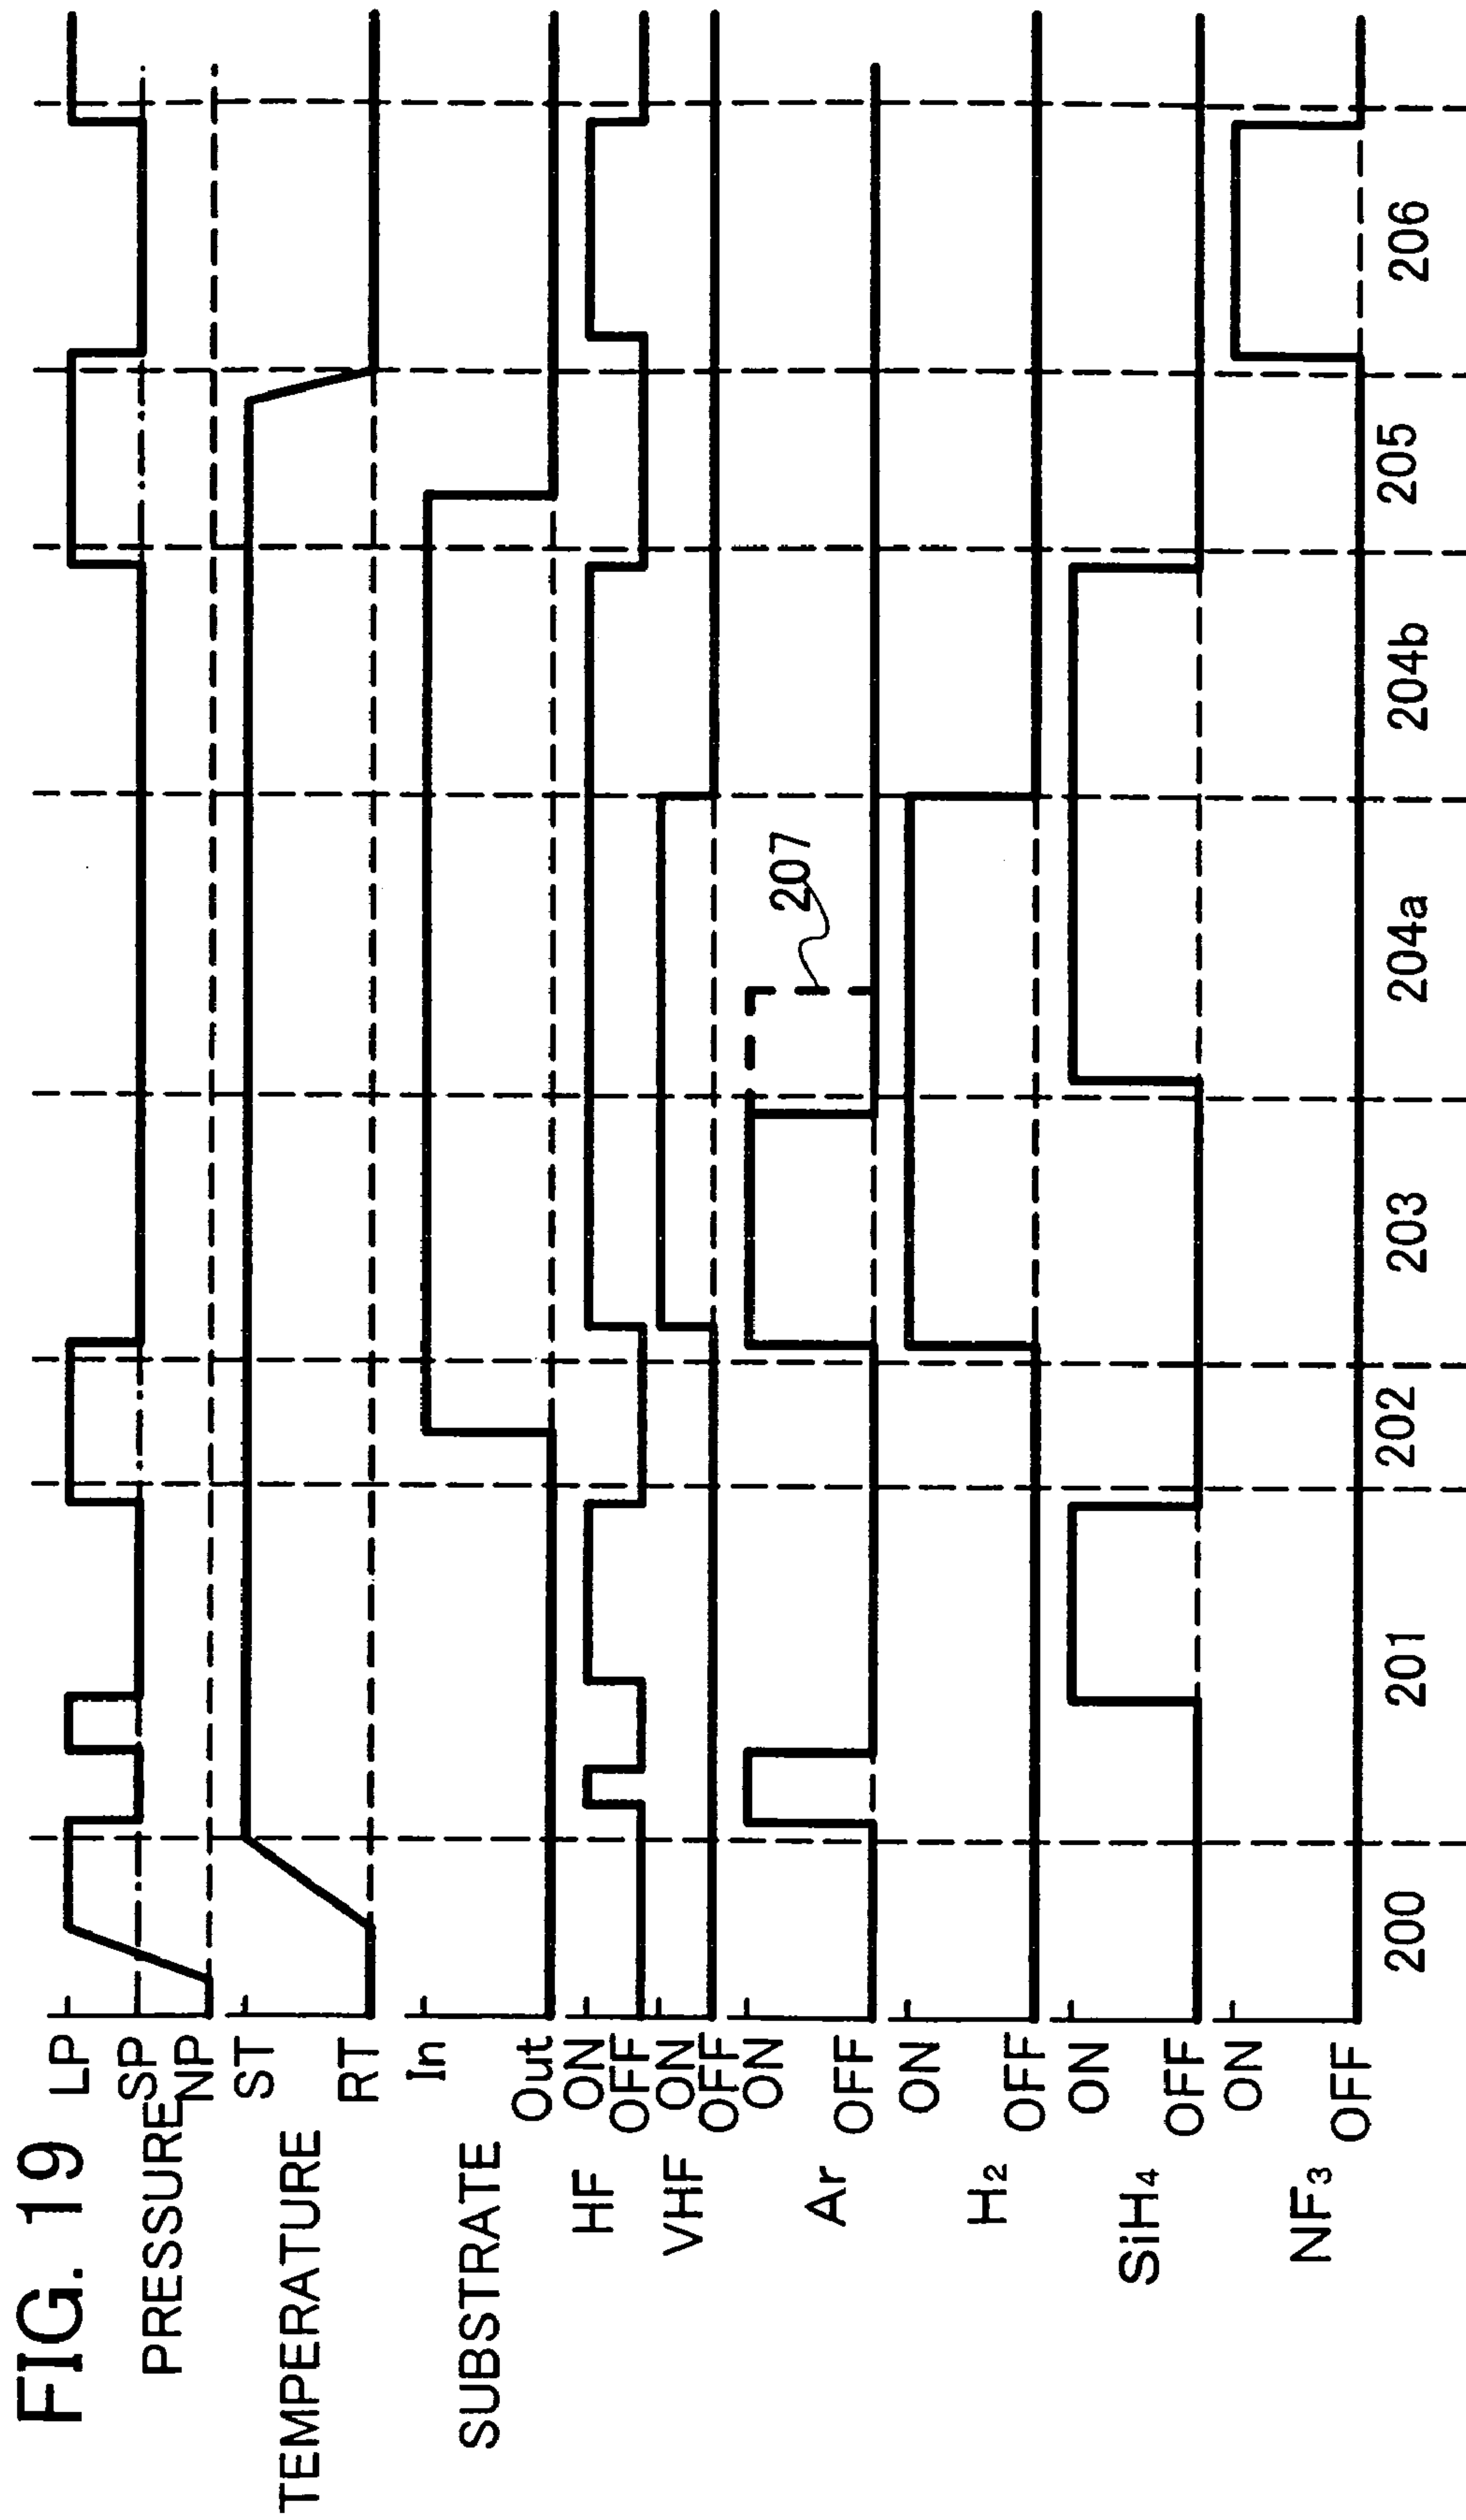 FIG. 19
PRESSURE
LP
SP
NP
TEMPERATURE
ST
RT
SUBSTRATE
In
Out
HF
ON
OFF
VHF
ON
OFF
Ar
ON
OFF
207
H2
ON
OFF
SiH4
ON
OFF
NF3
ON
OFF
200 201 202 203 204a 204b 205 206